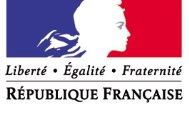 Liberté • Égalité • Fraternité
RÉPUBLIQUE FRANÇAISE